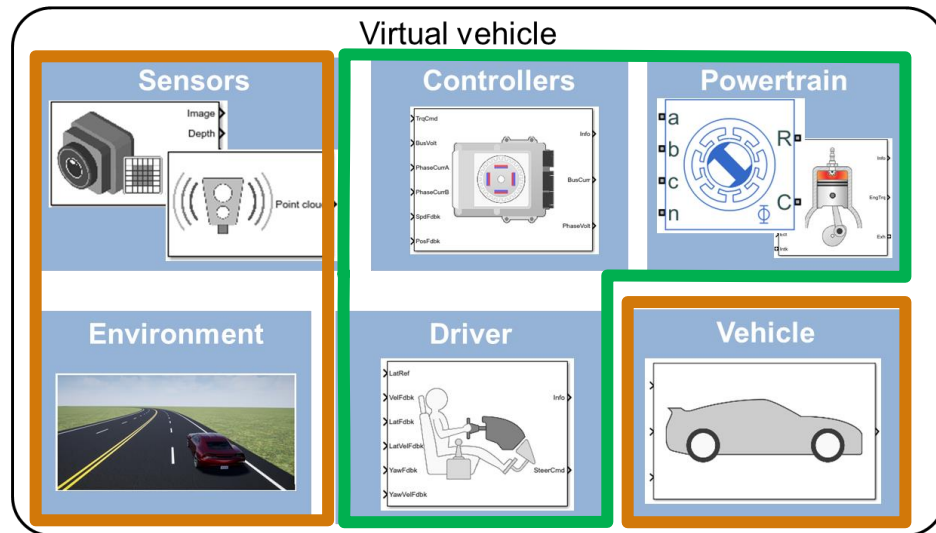 Virtual vehicle
Sensors
Image
Depth
Point cloud
Controllers
TrqCmd
BusVolt
PhaseCurrA
PhaseCurrB
SpdFdbk
PosFdbk
Info
BusCurr
PhaseVolt
Powertrain
a
b
c
n
R
C
Φ
Info
EngTrq
Exh
Intk
Environment
Driver
LatRef
VelFdbk
LatFdbk
LatVelFdbk
YawFdbk
YawVelFdbk
Info
SteerCmd
Vehicle